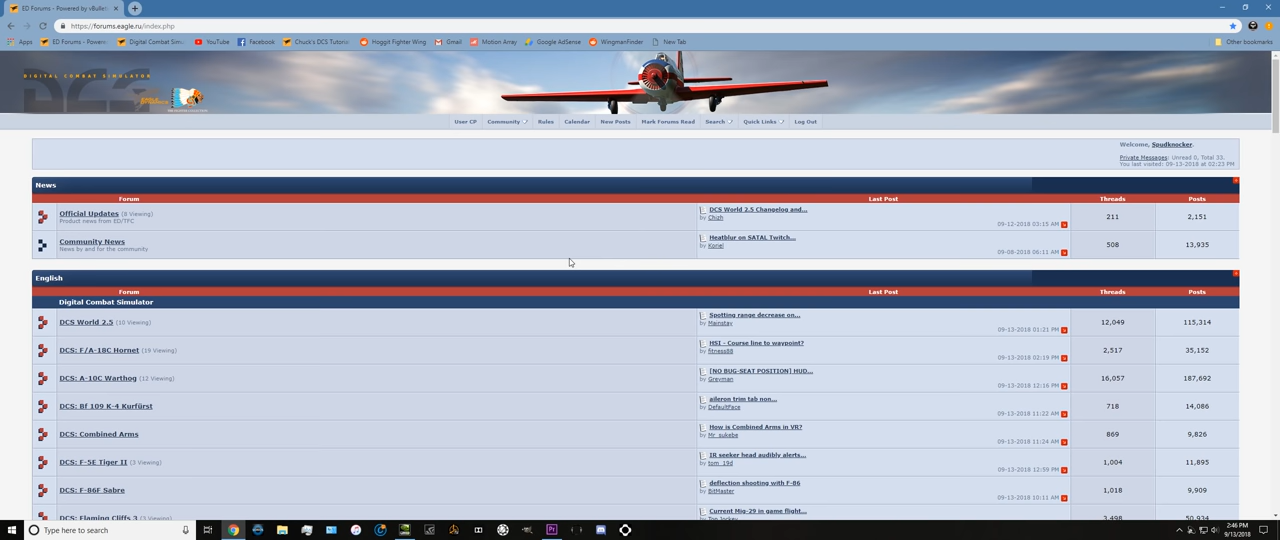 ED Forums - Powered by vBulleti
https://forums.eagle.ru/index.php
Apps ED Forums - Powere Digital Combat Simu YouTube Facebook Chuck's DCS Tutoria Hoggit Fighter Wing Gmail Motion Array Google AdSense WingmanFinder New Tab Other bookmarks
DIGITAL COMBAT SIMULATOR
DCS
User CP Community Rules Calendar New Posts Mark Forums Read Search Quick Links Log Out
Welcome, Spudknocker.
Private Messages: Unread 0, Total 33.
You last visited: 09-13-2018 at 02:23 PM
News
Forum Last Post Threads Posts
Official Updates (8 Viewing)
Product news from ED/TFC
DCS World 2.5 Changelog and...
by Chizh
09-12-2018 03:15 AM
211 2,151
Community News
News by and for the community
Heatblur on SATAL Twitch...
by Koriel
09-08-2018 06:11 AM
508 13,935
English
Forum Last Post Threads Posts
Digital Combat Simulator
DCS World 2.5 (10 Viewing)
Spotting range decrease on...
by Mainstay
09-13-2018 01:21 PM
12,049 115,314
DCS: F/A-18C Hornet (19 Viewing)
HSI - Course line to waypoint?
by fitness88
09-13-2018 02:19 PM
2,517 35,152
DCS: A-10C Warthog (12 Viewing)
[NO BUG-SEAT POSITION] HUD...
by Greyman
09-13-2018 12:16 PM
16,057 187,692
DCS: Bf 109 K-4 Kurfürst
aileron trim tab non...
by DefaultFace
09-13-2018 11:22 AM
718 14,086
DCS: Combined Arms
How is Combined Arms in VR?
by Mr_sukebe
09-13-2018 11:24 AM
869 9,826
DCS: F-5E Tiger II (3 Viewing)
IR seeker head audibly alerts...
by tom_19d
09-13-2018 12:59 PM
1,004 11,895
DCS: F-86F Sabre
deflection shooting with F-86
by BitMaster
09-13-2018 10:11 AM
1,018 9,909
DCS: Flaming Cliffs 3 (3 Viewing)
Current Mig-29 in game flight...
by Top Jockey
3,498 50,934
Type here to search
2:46 PM
9/13/2018